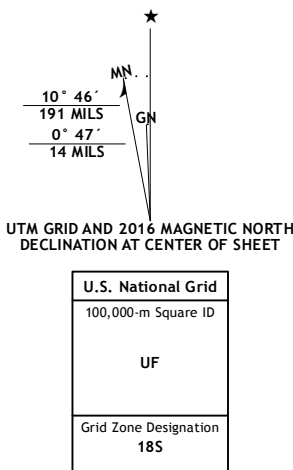 ★
MN
GN
10° 46´
191 MILS
0° 47´
14 MILS
UTM GRID AND 2016 MAGNETIC NORTH
DECLINATION AT CENTER OF SHEET
U.S. National Grid
100,000-m Square ID
UF
Grid Zone Designation
18S